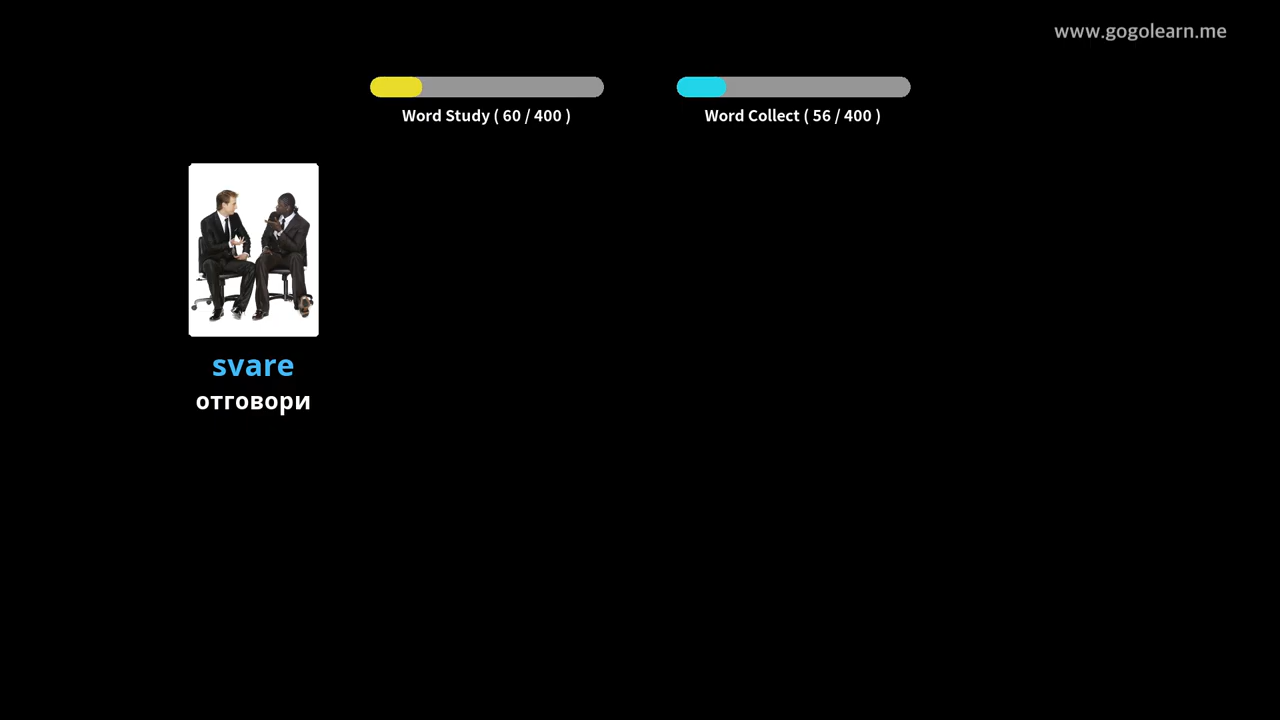 www.gogolearn.me
Word Study ( 60 / 400 )
Word Collect ( 56 / 400 )
svare
отговори